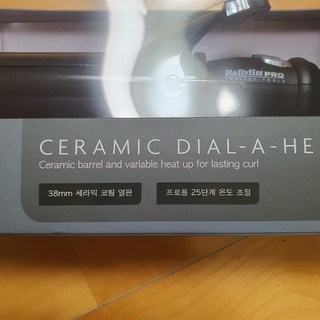 BaByliss PRO
CERAMIC DIAL-A-HE
Ceramic barrel and variable heat up for lasting curl
38mm 세라믹 코팅 열판
프로용 25단계 온도 조절